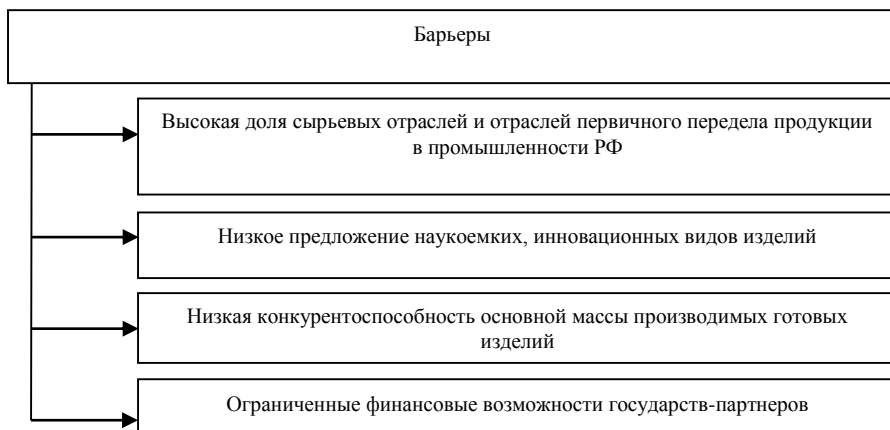 Барьеры
Высокая доля сырьевых отраслей и отраслей первичного передела продукции
в промышленности РФ
Низкое предложение наукоемких, инновационных видов изделий
Низкая конкурентоспособность основной массы производимых готовых
изделий
Ограниченные финансовые возможности государств-партнеров